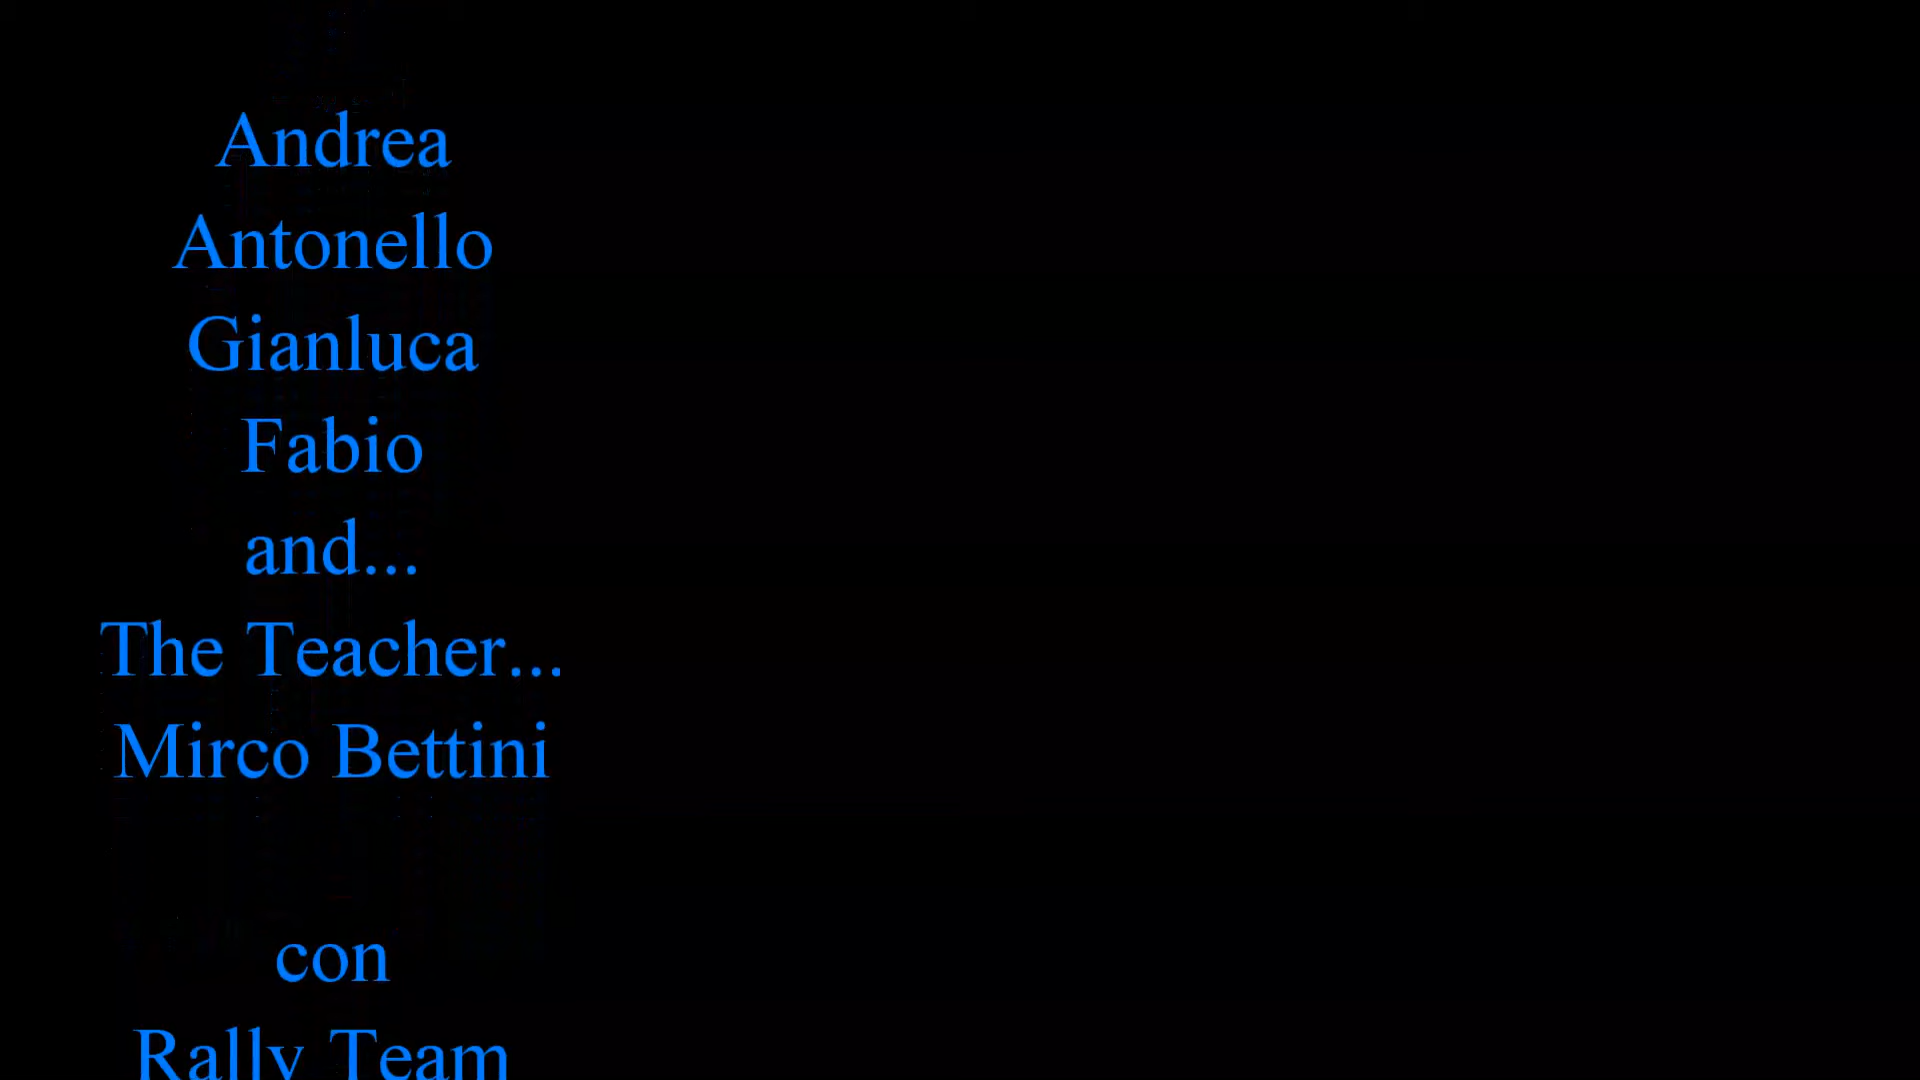 Andrea
Antonello
Gianluca
Fabio
and...
The Teacher...
Mirco Bettini
con
Rally Team